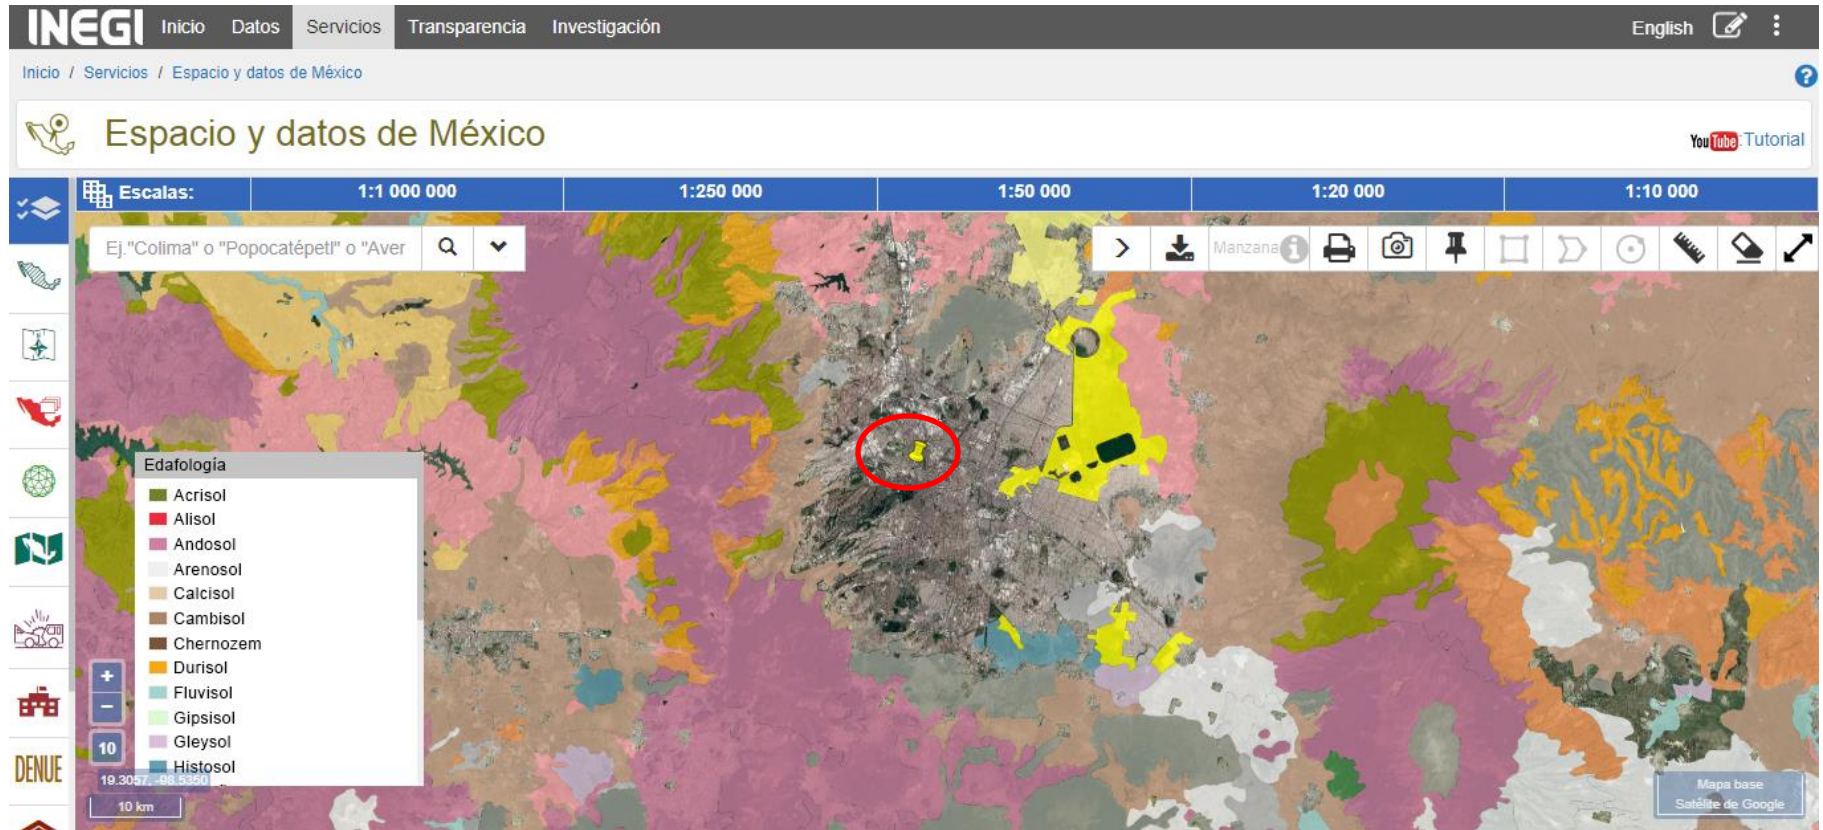 INEGI Inicio Datos Servicios Transparencia Investigación English
Inicio / Servicios / Espacio y datos de México
Espacio y datos de México
YouTube: Tutorial
Escalas: 1:1 000 000 1:250 000 1:50 000 1:20 000 1:10 000
Ej."Colima" o "Popocatépetl" o "Aver
Manzana
Edafología
Acrisol
Alisol
Andosol
Arenosol
Calcisol
Cambisol
Chernozem
Durisol
Fluvisol
Gipsisol
Gleysol
Histosol
+
−
10
DENUE
19.3057, -98.5350
10 km
Mapa base
Satélite de Google